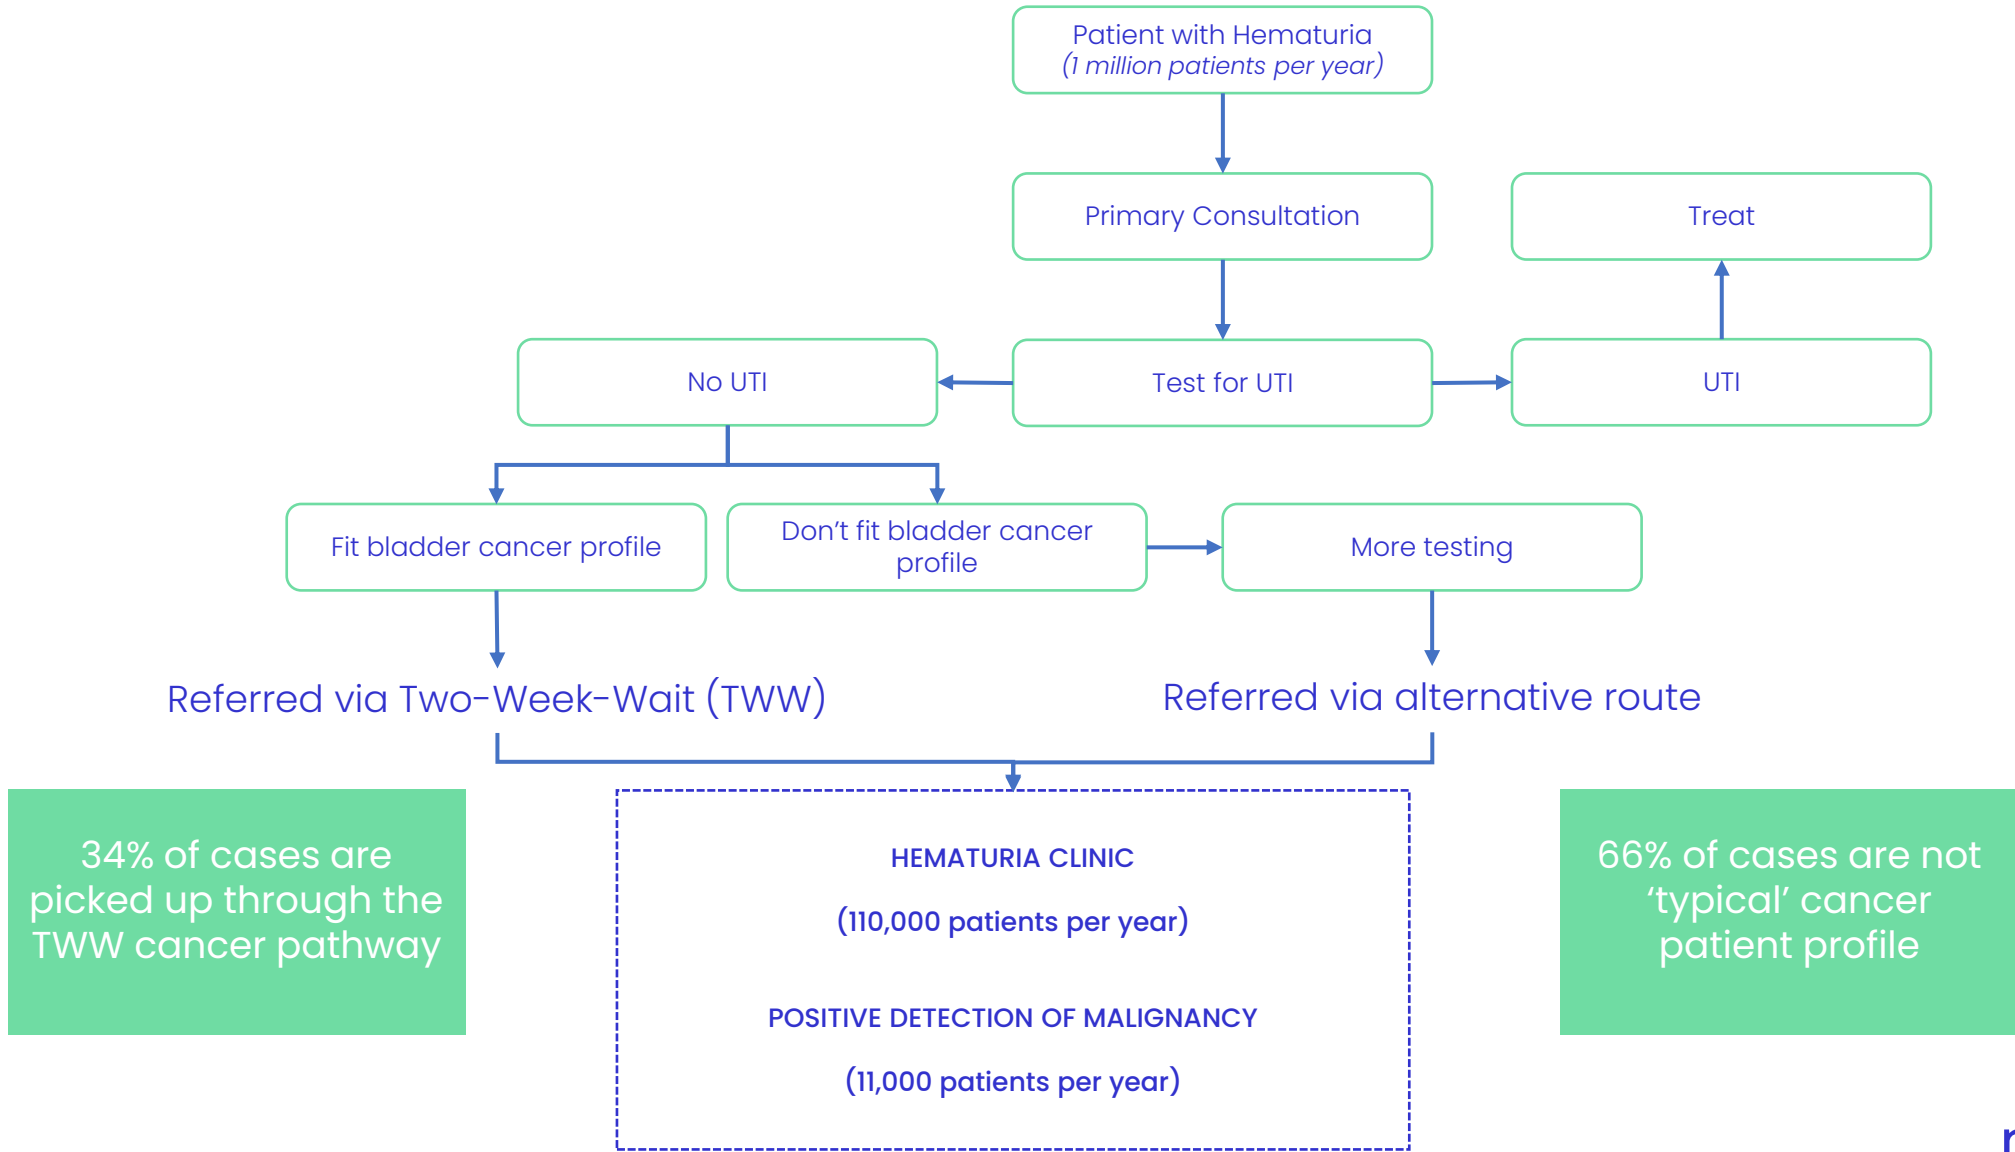 Patient with Hematuria
(1 million patients per year)
Primary Consultation
Treat
No UTI
Test for UTI
UTI
Fit bladder cancer profile
Don't fit bladder cancer
profile
More testing
Referred via Two-Week-Wait (TWW)
Referred via alternative route
34% of cases are
picked up through the
TWW cancer pathway
HEMATURIA CLINIC
(110,000 patients per year)
POSITIVE DETECTION OF MALIGNANCY
(11,000 patients per year)
66% of cases are not
‘typical’ cancer
patient profile